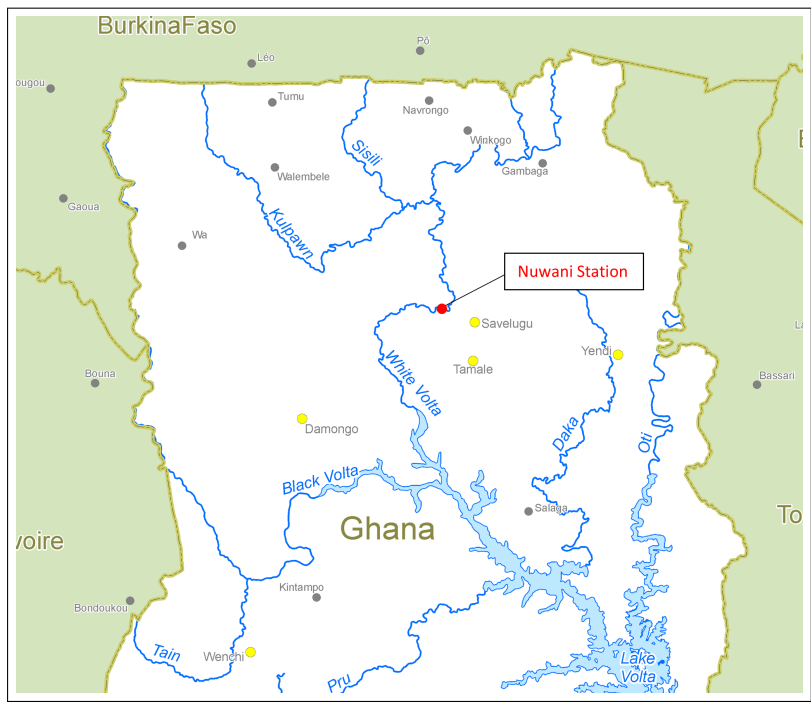 BurkinaFaso
Pô
Léo
ougou
Tumu
Navrongo
Winkogo
Sisili
Walembele
Gambaga
Gaoua
Kulpawn
Wa
Nuwani Station
Savelugu
La
Yendi
Tamale
White Volta
Bouna
Bassari
Damongo
Daka
Oti
Black Volta
Salaga
Ghana
To
voire
Kintampo
Bondoukou
Tain
Wenchi
Lake
Volta
Pru